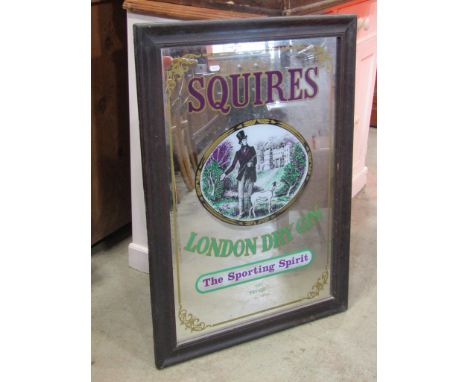 SQUIRES
LONDON DRY GIN
The Sporting Spirit